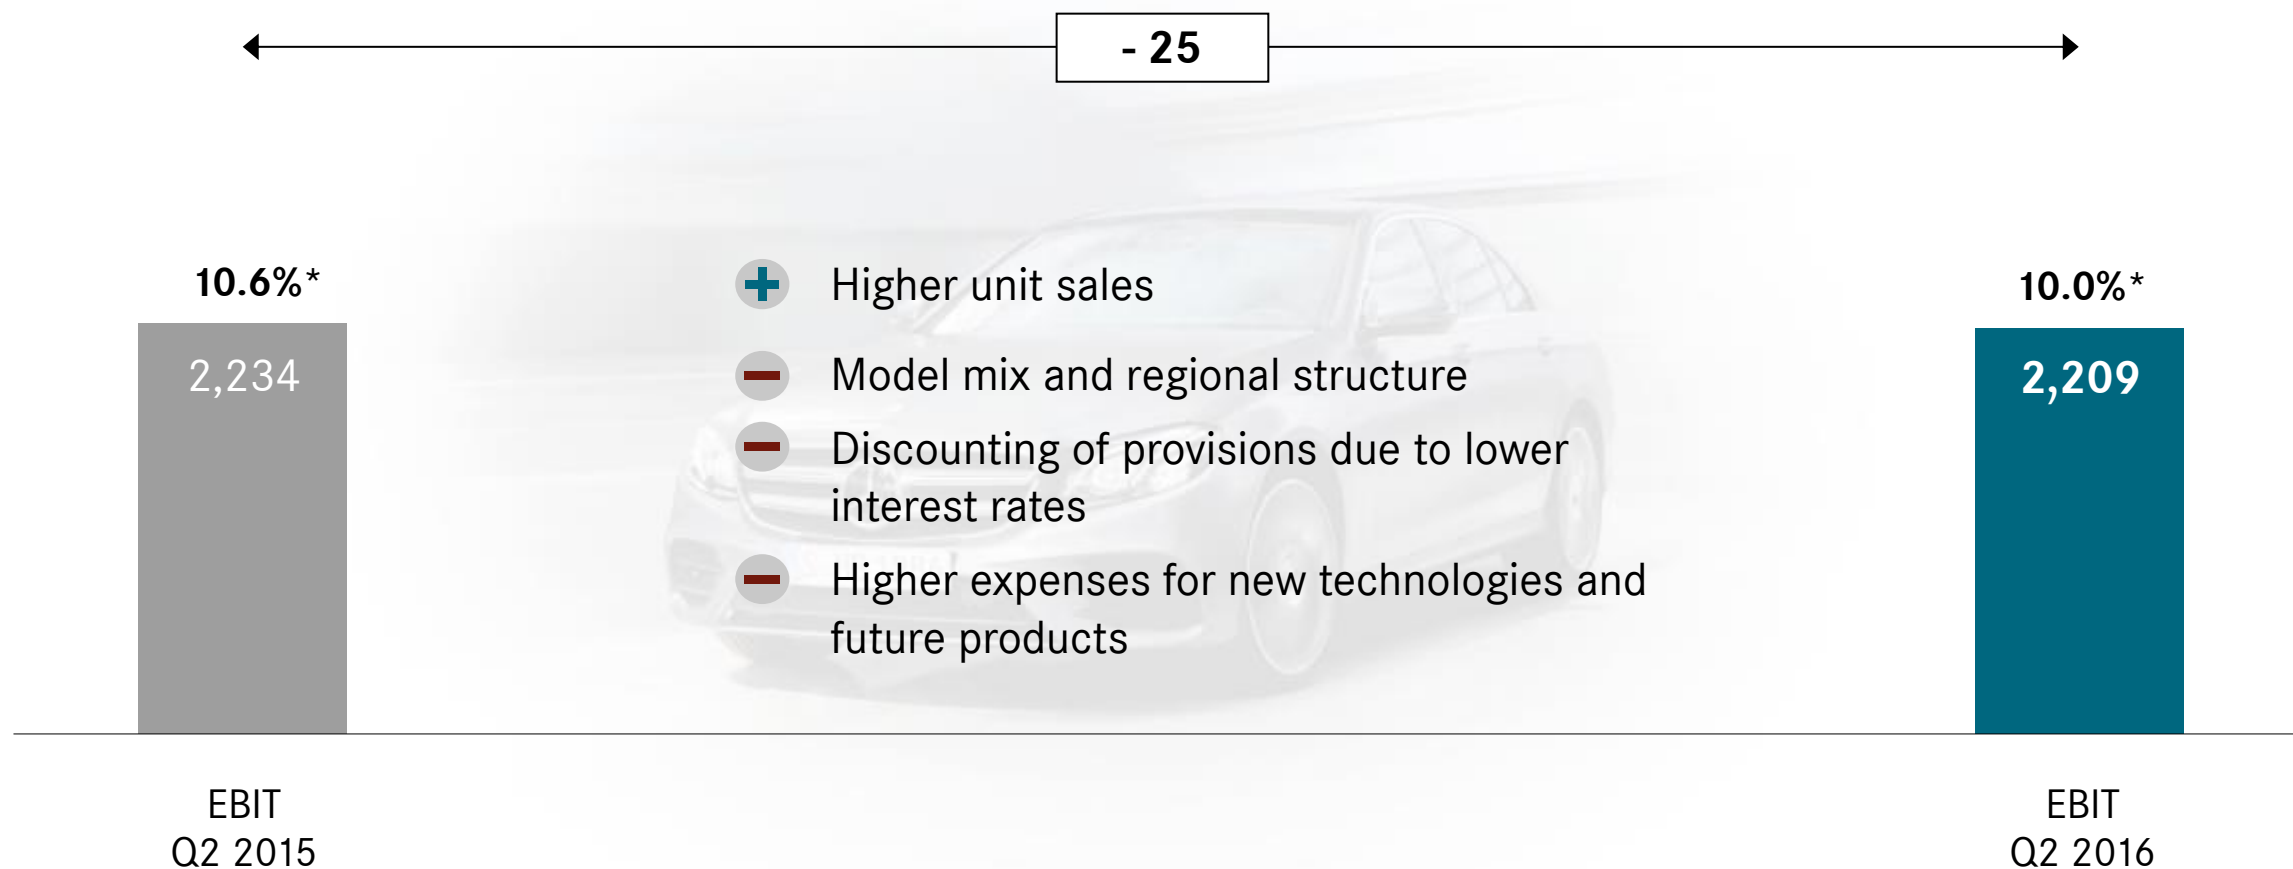 - 25
10.6%*
2,234
Higher unit sales
Model mix and regional structure
Discounting of provisions due to lower
interest rates
Higher expenses for new technologies and
future products
10.0%*
2,209
EBIT
Q2 2015
EBIT
Q2 2016